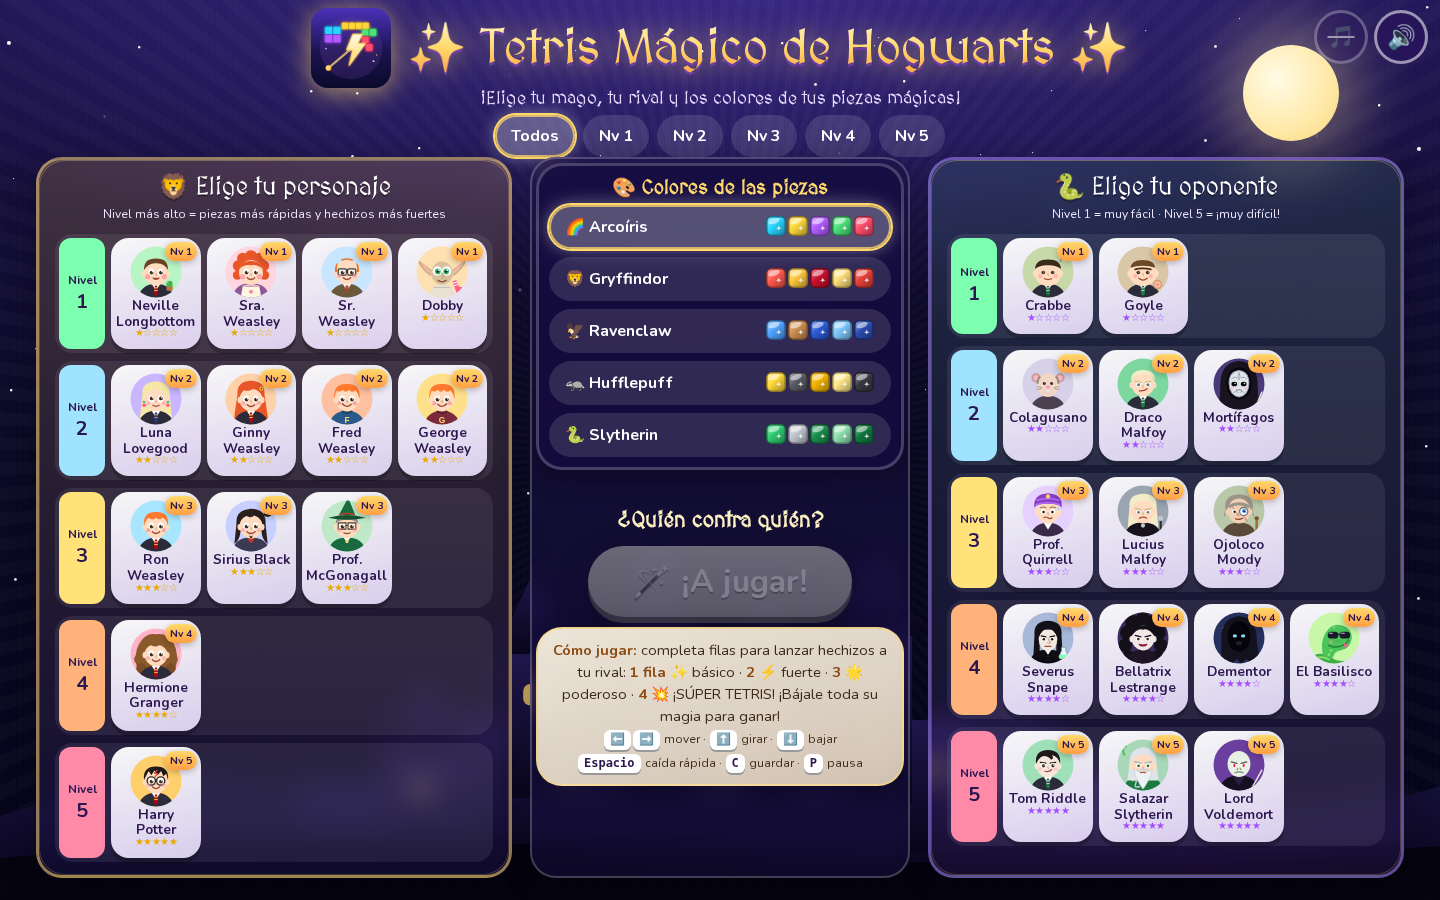 ✨ Tetris Mágico de Hogwarts ✨
¡Elige tu mago, tu rival y los colores de tus piezas mágicas!
Todos
Nv 1
Nv 2
Nv 3
Nv 4
Nv 5
🦁 Elige tu personaje
Nivel más alto = piezas más rápidas y hechizos más fuertes
Nivel
1
Nv 1
Neville
Longbottom
★☆☆☆☆
Nv 1
Sra.
Weasley
★☆☆☆☆
Nv 1
Sr.
Weasley
★☆☆☆☆
Nv 1
Dobby
★☆☆☆☆
Nivel
2
Nv 2
Luna
Lovegood
★★☆☆☆
Nv 2
Ginny
Weasley
★★☆☆☆
Nv 2
F
Fred
Weasley
★★☆☆☆
Nv 2
G
George
Weasley
★★☆☆☆
Nivel
3
Nv 3
Ron
Weasley
★★★☆☆
Nv 3
Sirius Black
★★★☆☆
Nv 3
Prof.
McGonagall
★★★☆☆
Nivel
4
Nv 4
Hermione
Granger
★★★★☆
Nivel
5
Nv 5
Harry
Potter
★★★★★
🎨 Colores de las piezas
🌈 Arcoíris
🦁 Gryffindor
🦅 Ravenclaw
🦡 Hufflepuff
🐍 Slytherin
¿Quién contra quién?
🪄 ¡A jugar!
Cómo jugar: completa filas para lanzar hechizos a
tu rival: 1 fila ✨ básico · 2 ⚡ fuerte · 3 🌟
poderoso · 4 💥 ¡SÚPER TETRIS! ¡Bájale toda su
magia para ganar!
⬅️ ➡️ mover · ⬆️ girar · ⬇️ bajar
Espacio caída rápida · C guardar · P pausa
🐍 Elige tu oponente
Nivel 1 = muy fácil · Nivel 5 = ¡muy difícil!
Nivel
1
Nv 1
Crabbe
★☆☆☆☆
Nv 1
Goyle
★☆☆☆☆
Nivel
2
Nv 2
Colagusano
★★☆☆☆
Nv 2
Draco
Malfoy
★★☆☆☆
Nv 2
Mortífagos
★★☆☆☆
Nivel
3
Nv 3
Prof.
Quirrell
★★★☆☆
Nv 3
Lucius
Malfoy
★★★☆☆
Nv 3
Ojoloco
Moody
★★★☆☆
Nivel
4
Nv 4
Severus
Snape
★★★★☆
Nv 4
Bellatrix
Lestrange
★★★★☆
Nv 4
Dementor
★★★★☆
Nv 4
El Basilisco
★★★★☆
Nivel
5
Nv 5
Tom Riddle
★★★★★
Nv 5
Salazar
Slytherin
★★★★★
Nv 5
Lord
Voldemort
★★★★★